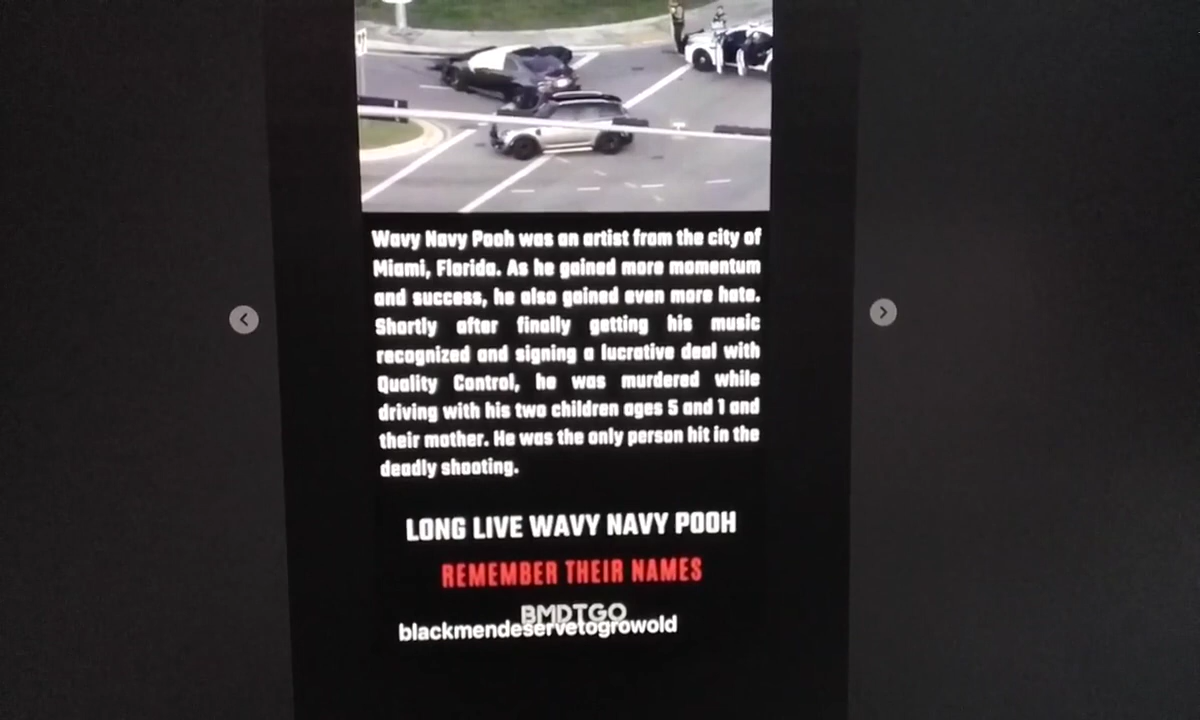 Wavy Navy Pooh was an artist from the city of
Miami, Florida. As he gained more momentum
and success, he also gained even more hate.
Shortly after finally getting his music
recognized and signing a lucrative deal with
Quality Control, he was murdered while
driving with his two children ages 5 and 1 and
their mother. He was the only person hit in the
deadly shooting.
LONG LIVE WAVY NAVY POOH
REMEMBER THEIR NAMES
BMDTGO
blackmendeservetogrowold